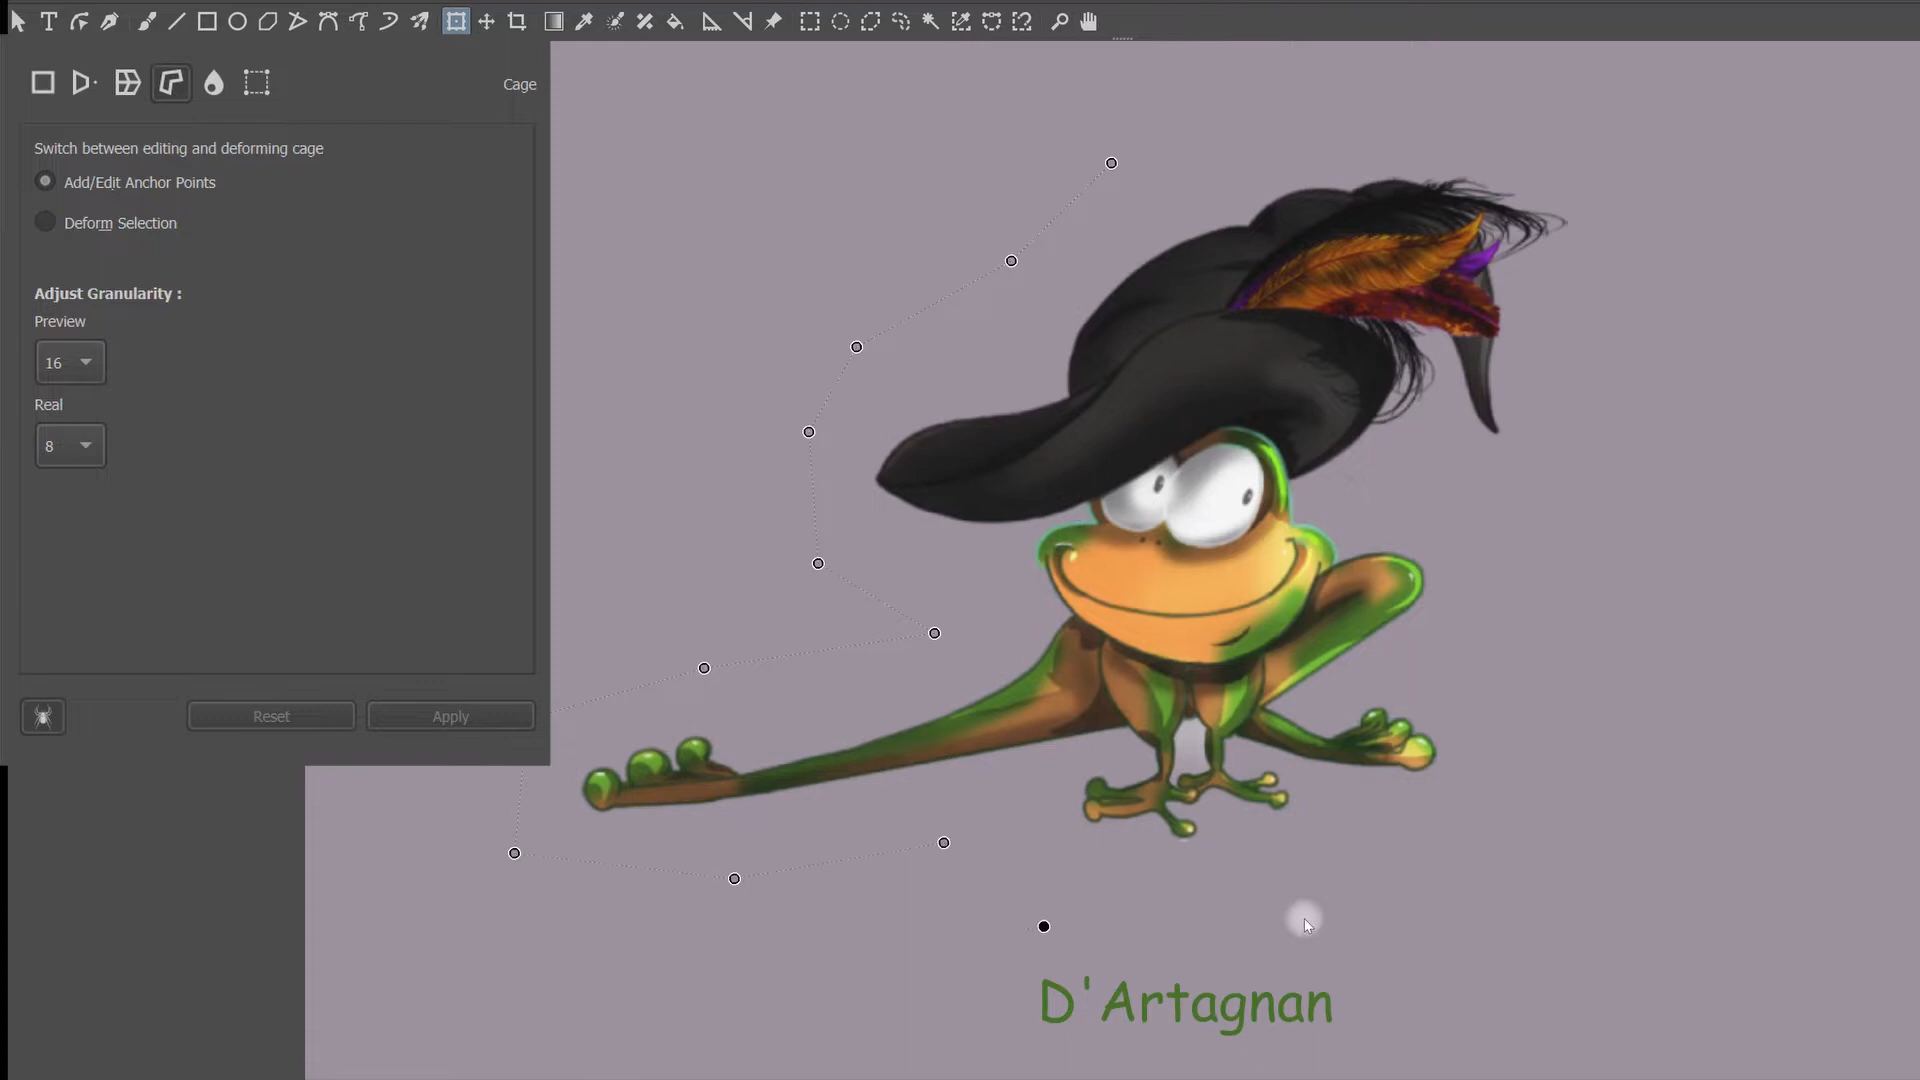 Cage
Switch between editing and deforming cage
Add/Edit Anchor Points
Deform Selection
Adjust Granularity :
Preview
16
Real
8
Reset
Apply
D'Artagnan